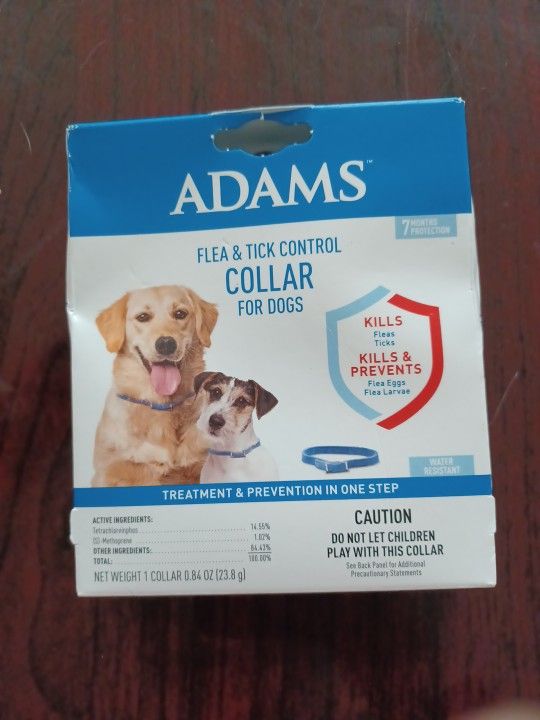 ADAMS™
7 MONTHS
PROTECTION
FLEA & TICK CONTROL
COLLAR
FOR DOGS
KILLS
Fleas
Ticks
KILLS &
PREVENTS
Flea Eggs
Flea Larvae
WATER
RESISTANT
TREATMENT & PREVENTION IN ONE STEP
ACTIVE INGREDIENTS:
Tetrachlorvinphos 14.55%
(S)-Methoprene 1.02%
OTHER INGREDIENTS: 84.43%
TOTAL: 100.00%
NET WEIGHT 1 COLLAR 0.84 OZ (23.8 g)
CAUTION
DO NOT LET CHILDREN
PLAY WITH THIS COLLAR
See Back Panel for Additional
Precautionary Statements